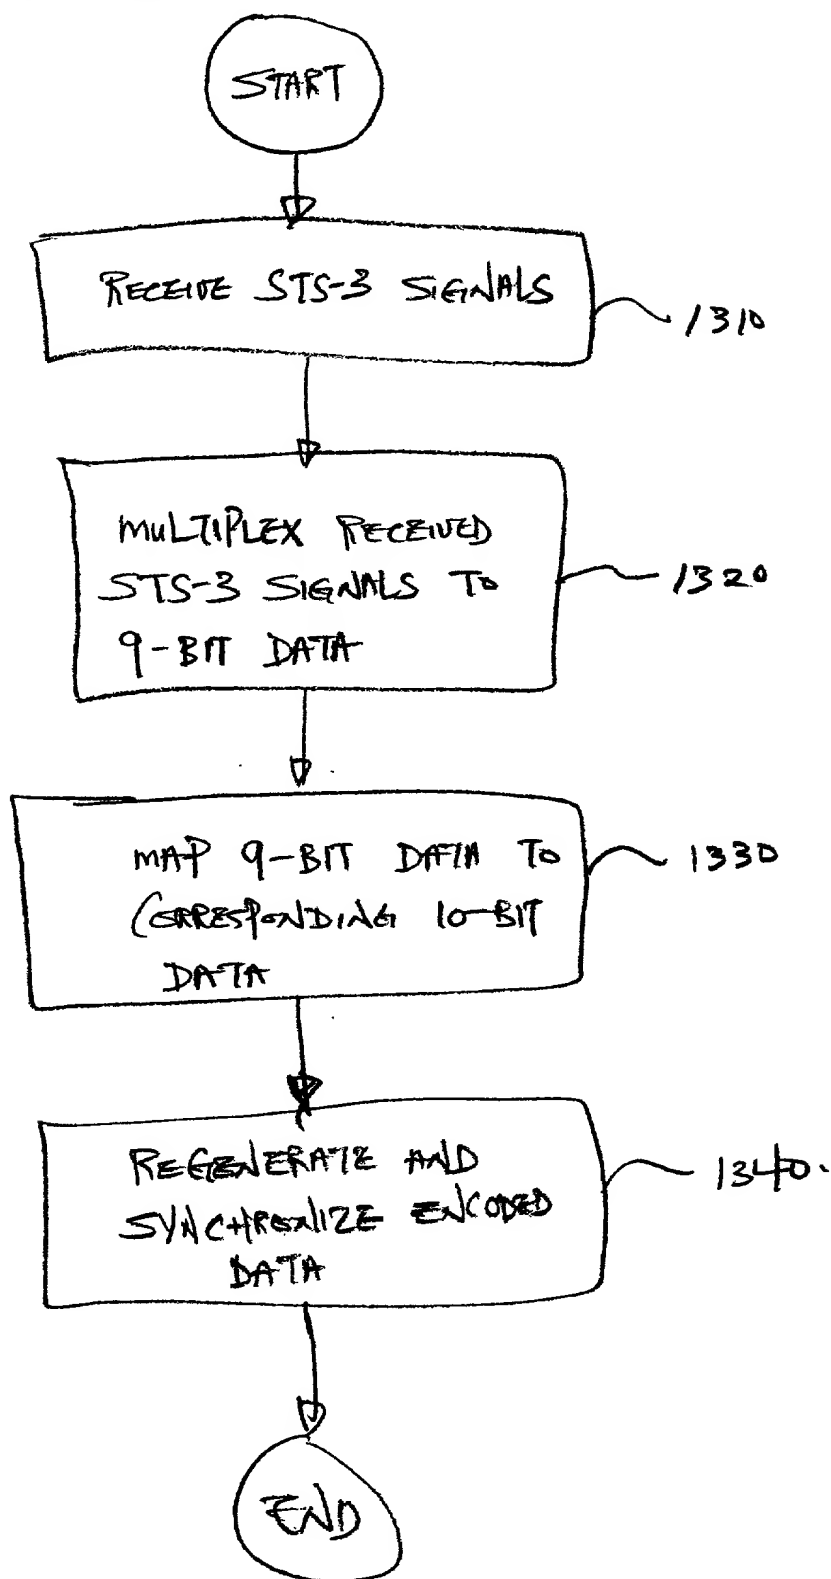 START
RECEIVE STS-3 SIGNALS
1310
MULTIPLEX RECEIVED
STS-3 SIGNALS TO
9-BIT DATA
1320
MAP 9-BIT DATA TO
CORRESPONDING 10-BIT
DATA
1330
REGENERATE AND
SYNCHRONIZE ENCODED
DATA
1340.
END